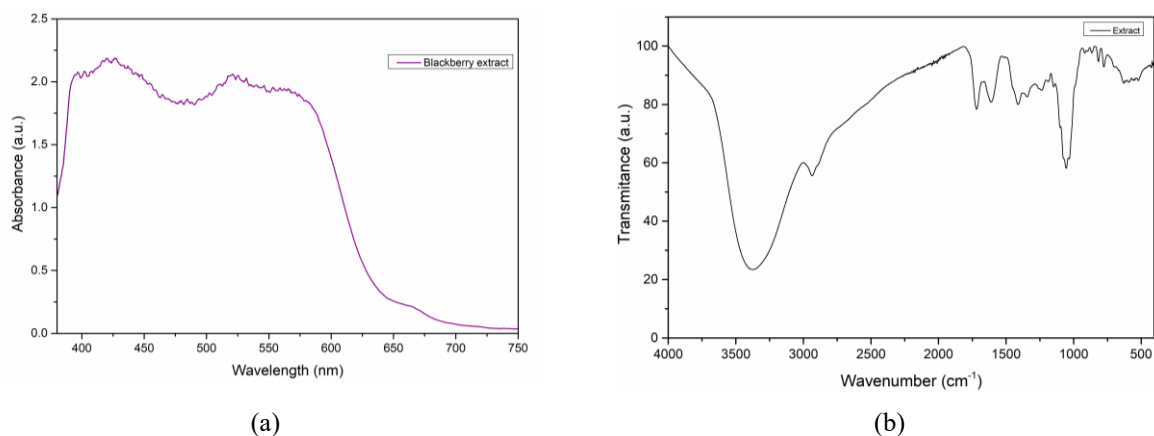 2.5
2.0
1.5
1.0
0.5
0.0
Absorbance (a.u.)
Blackberry extract
400 450 500 550 600 650 700 750
Wavelength (nm)
(a)
100
80
60
40
20
0
Transmitance (a.u.)
Extract
4000 3500 3000 2500 2000 1500 1000 500
Wavenumber (cm⁻¹)
(b)